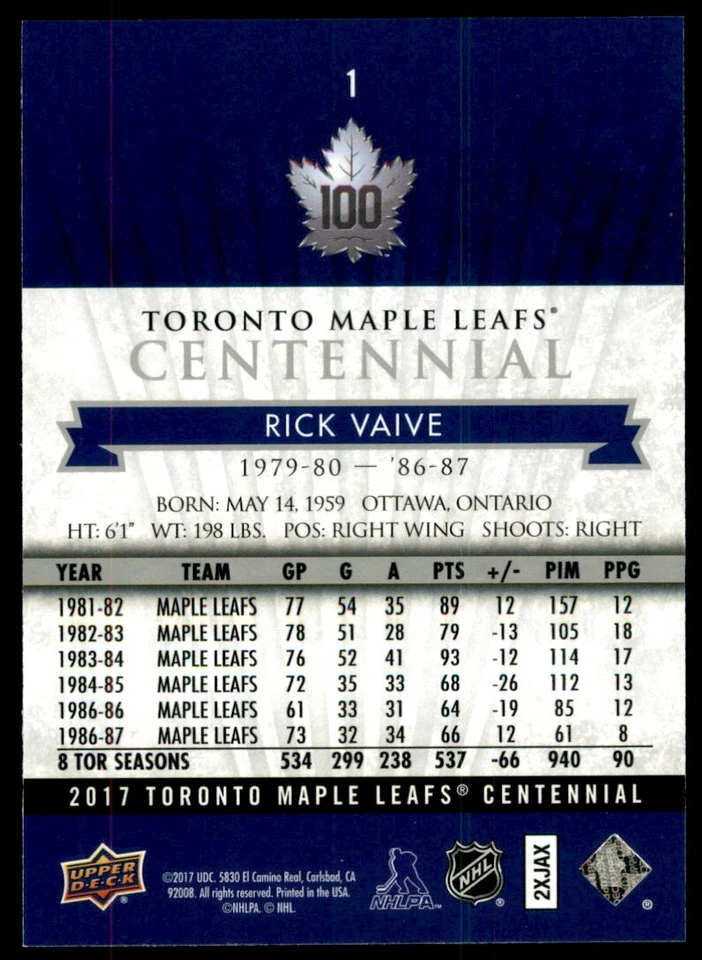 1
100
TORONTO MAPLE LEAFS®
CENTENNIAL
RICK VAIVE
1979-80 — '86-87
BORN: MAY 14, 1959 OTTAWA, ONTARIO
HT: 6'1" WT: 198 LBS. POS: RIGHT WING SHOOTS: RIGHT
YEAR TEAM GP G A PTS +/- PIM PPG
1981-82 MAPLE LEAFS 77 54 35 89 12 157 12
1982-83 MAPLE LEAFS 78 51 28 79 -13 105 18
1983-84 MAPLE LEAFS 76 52 41 93 -12 114 17
1984-85 MAPLE LEAFS 72 35 33 68 -26 112 13
1986-86 MAPLE LEAFS 61 33 31 64 -19 85 12
1986-87 MAPLE LEAFS 73 32 34 66 12 61 8
8 TOR SEASONS 534 299 238 537 -66 940 90
2017 TORONTO MAPLE LEAFS® CENTENNIAL
UPPER
D·E·C·K
®
©2017 UDC. 5830 El Camino Real, Carlsbad, CA
92008. All rights reserved. Printed in the USA.
©NHLPA. © NHL.
NHLPA™
NHL
®
2XJAX
®